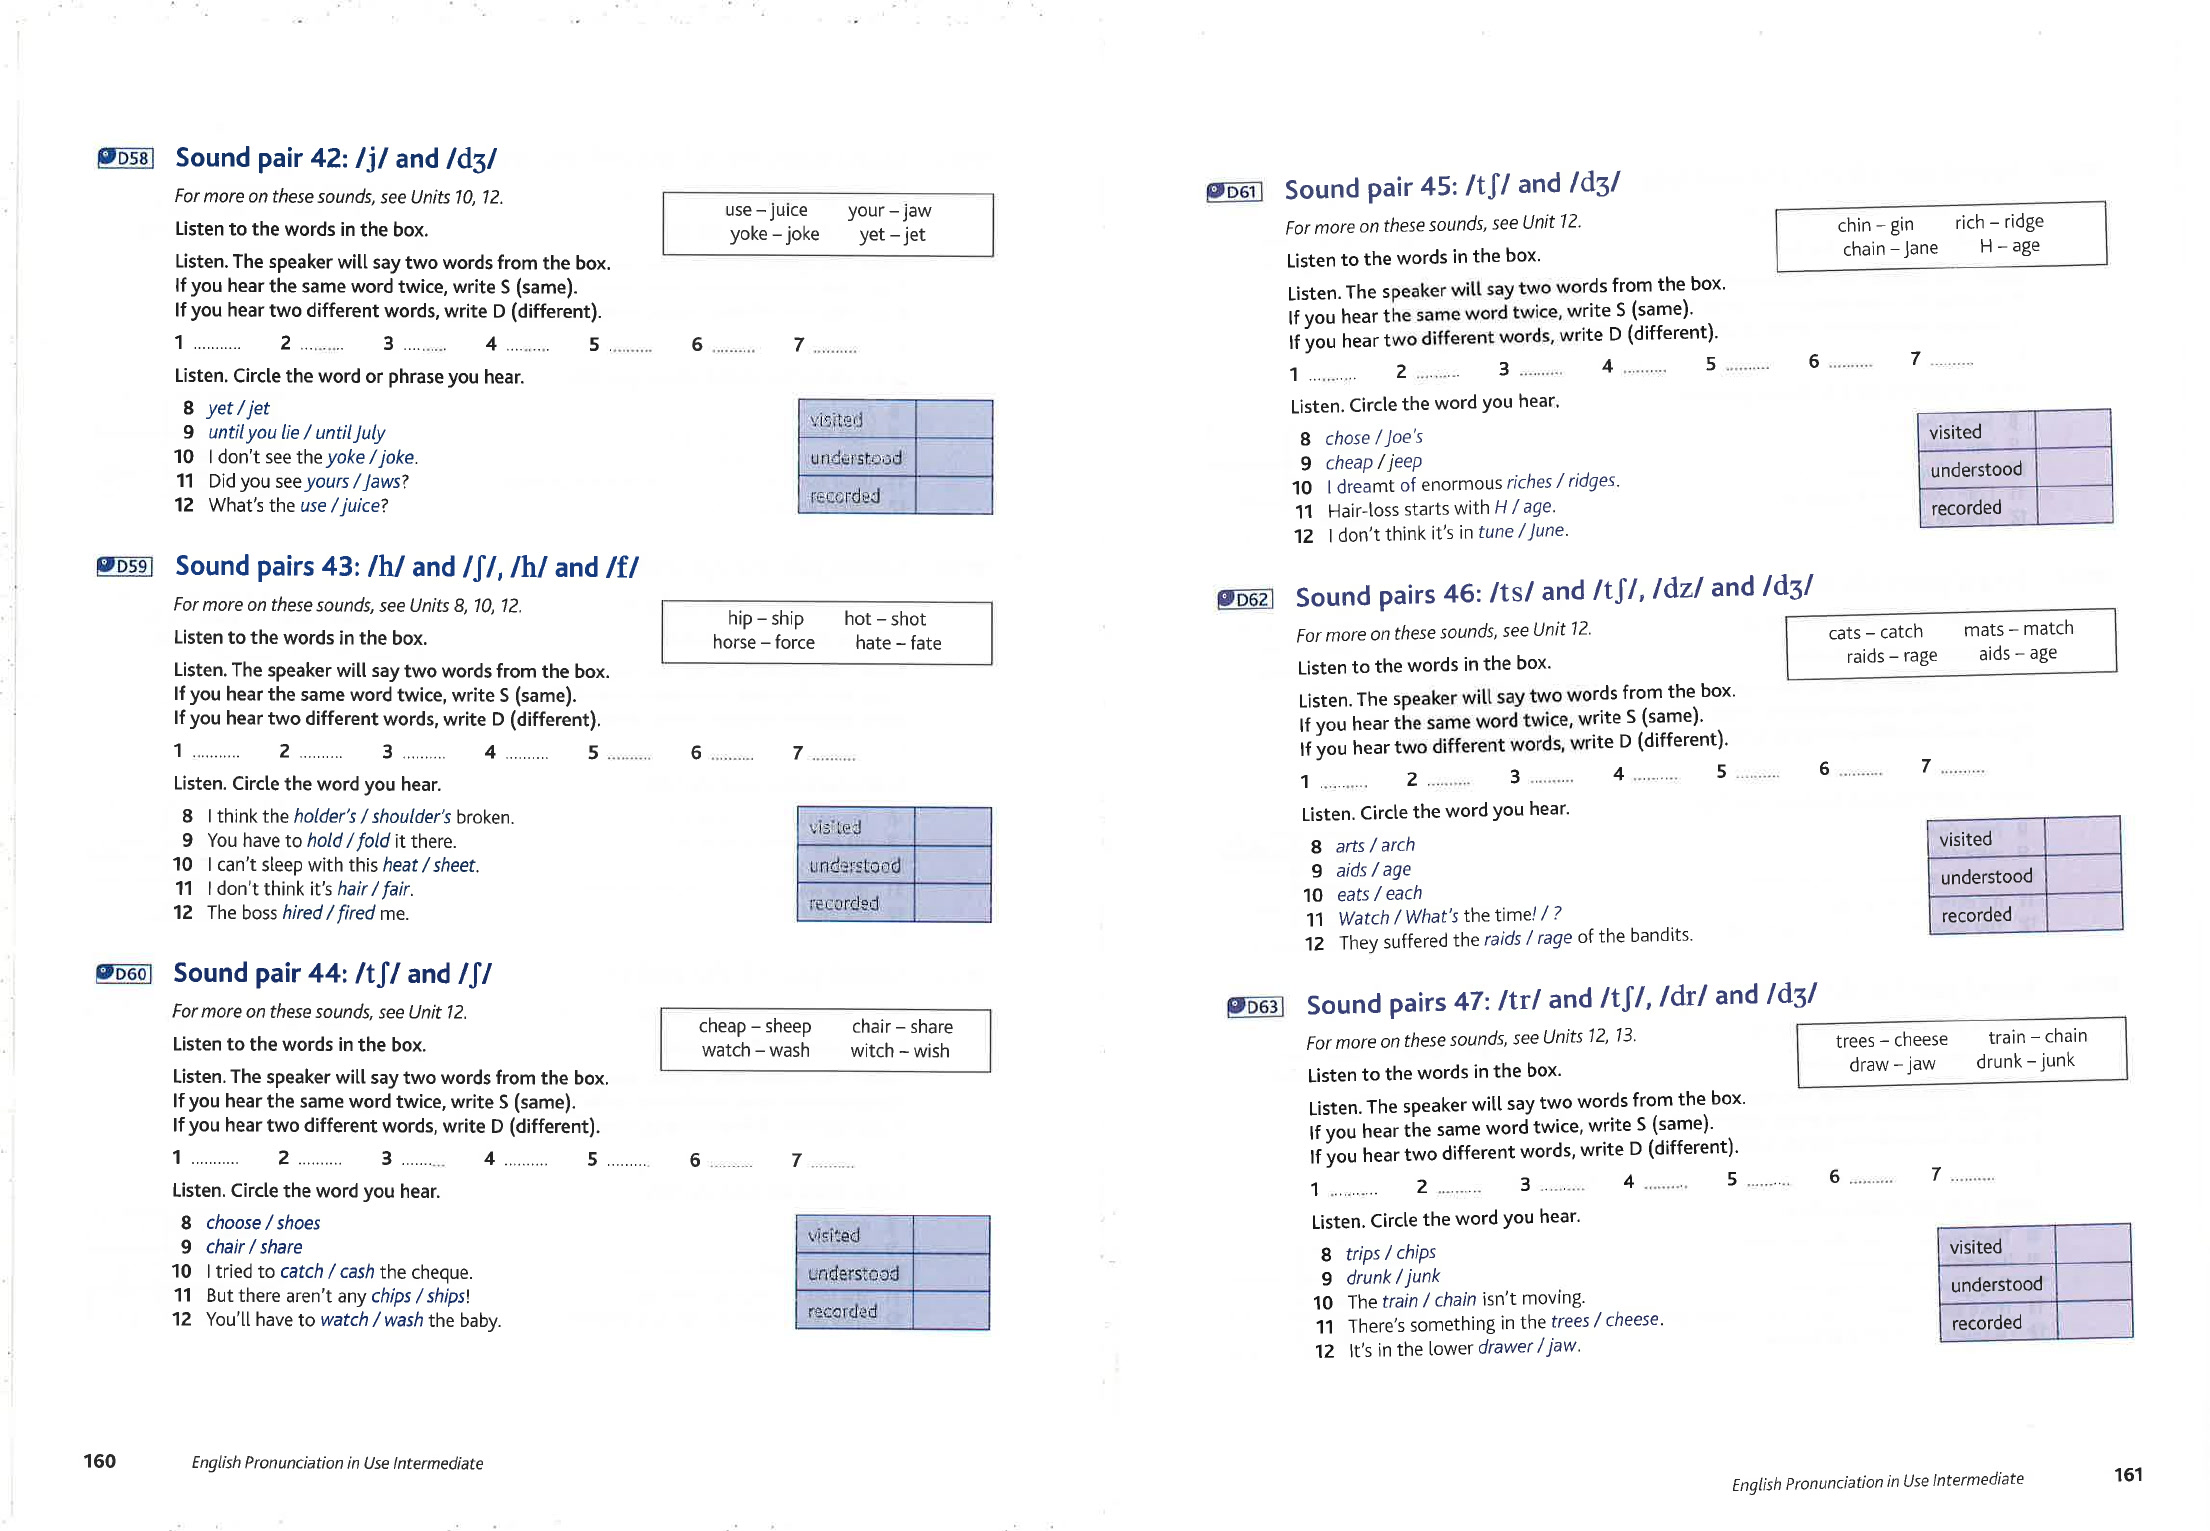 D58 Sound pair 42: /j/ and /dʒ/
For more on these sounds, see Units 10, 12.
Listen to the words in the box.
use – juice your – jaw
yoke – joke yet – jet
Listen. The speaker will say two words from the box.
If you hear the same word twice, write S (same).
If you hear two different words, write D (different).
1 ........... 2 .......... 3 .......... 4 .......... 5 .......... 6 .......... 7 ..........
Listen. Circle the word or phrase you hear.
8 yet / jet
9 until you lie / until July
10 I don't see the yoke / joke.
11 Did you see yours / Jaws?
12 What's the use / juice?
visited
understood
recorded
D59 Sound pairs 43: /h/ and /ʃ/, /h/ and /f/
For more on these sounds, see Units 8, 10, 12.
Listen to the words in the box.
hip – ship hot – shot
horse – force hate – fate
Listen. The speaker will say two words from the box.
If you hear the same word twice, write S (same).
If you hear two different words, write D (different).
1 ........... 2 .......... 3 .......... 4 .......... 5 .......... 6 .......... 7 ..........
Listen. Circle the word you hear.
8 I think the holder's / shoulder's broken.
9 You have to hold / fold it there.
10 I can't sleep with this heat / sheet.
11 I don't think it's hair / fair.
12 The boss hired / fired me.
visited
understood
recorded
D60 Sound pair 44: /tʃ/ and /ʃ/
For more on these sounds, see Unit 12.
Listen to the words in the box.
cheap – sheep chair – share
watch – wash witch – wish
Listen. The speaker will say two words from the box.
If you hear the same word twice, write S (same).
If you hear two different words, write D (different).
1 ........... 2 .......... 3 .......... 4 .......... 5 .......... 6 .......... 7 ..........
Listen. Circle the word you hear.
8 choose / shoes
9 chair / share
10 I tried to catch / cash the cheque.
11 But there aren't any chips / ships!
12 You'll have to watch / wash the baby.
visited
understood
recorded
160 English Pronunciation in Use Intermediate
D61 Sound pair 45: /tʃ/ and /dʒ/
For more on these sounds, see Unit 12.
Listen to the words in the box.
chin – gin rich – ridge
chain – Jane H – age
Listen. The speaker will say two words from the box.
If you hear the same word twice, write S (same).
If you hear two different words, write D (different).
1 ........... 2 .......... 3 .......... 4 .......... 5 .......... 6 .......... 7 ..........
Listen. Circle the word you hear.
8 chose / Joe's
9 cheap / jeep
10 I dreamt of enormous riches / ridges.
11 Hair-loss starts with H / age.
12 I don't think it's in tune / June.
visited
understood
recorded
D62 Sound pairs 46: /ts/ and /tʃ/, /dz/ and /dʒ/
For more on these sounds, see Unit 12.
Listen to the words in the box.
cats – catch mats – match
raids – rage aids – age
Listen. The speaker will say two words from the box.
If you hear the same word twice, write S (same).
If you hear two different words, write D (different).
1 ........... 2 .......... 3 .......... 4 .......... 5 .......... 6 .......... 7 ..........
Listen. Circle the word you hear.
8 arts / arch
9 aids / age
10 eats / each
11 Watch / What's the time! / ?
12 They suffered the raids / rage of the bandits.
visited
understood
recorded
D63 Sound pairs 47: /tr/ and /tʃ/, /dr/ and /dʒ/
For more on these sounds, see Units 12, 13.
Listen to the words in the box.
trees – cheese train – chain
draw – jaw drunk – junk
Listen. The speaker will say two words from the box.
If you hear the same word twice, write S (same).
If you hear two different words, write D (different).
1 ........... 2 .......... 3 .......... 4 .......... 5 .......... 6 .......... 7 ..........
Listen. Circle the word you hear.
8 trips / chips
9 drunk / junk
10 The train / chain isn't moving.
11 There's something in the trees / cheese.
12 It's in the lower drawer / jaw.
visited
understood
recorded
English Pronunciation in Use Intermediate 161